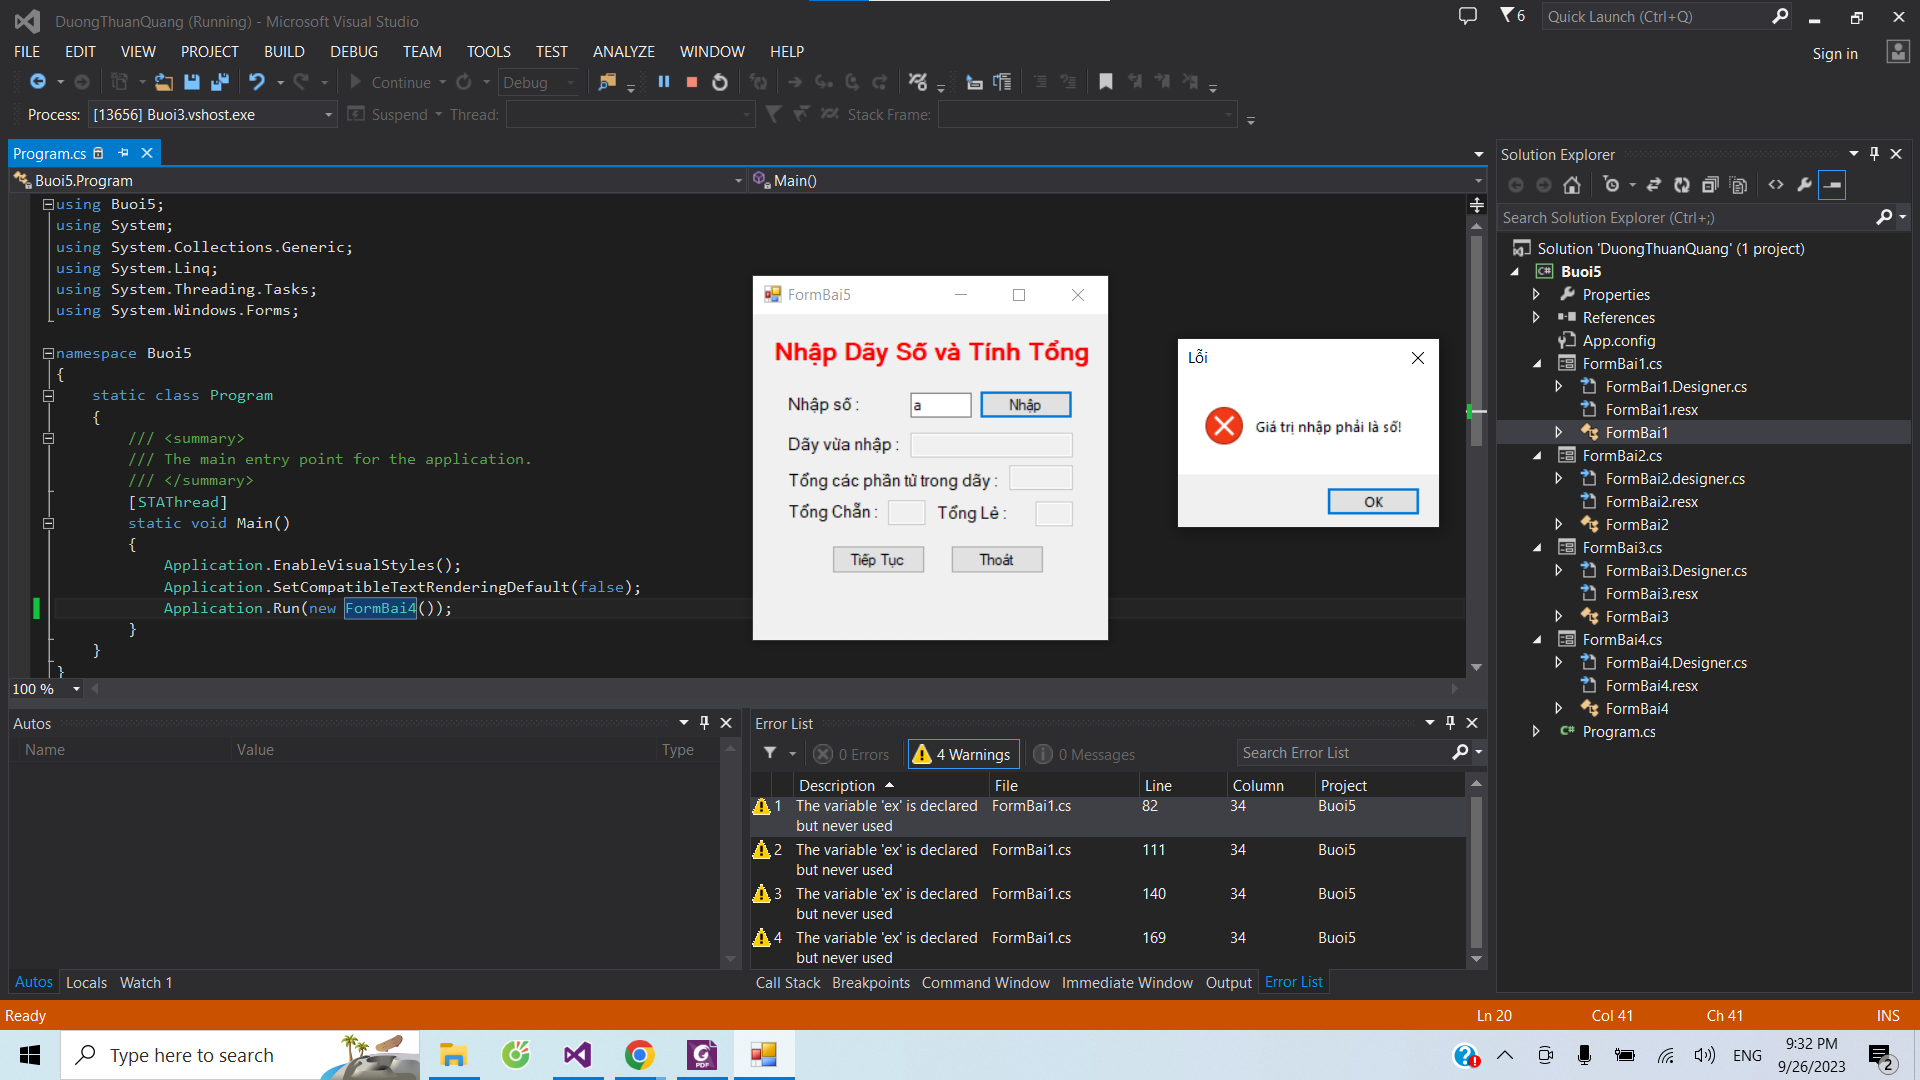 DuongThuanQuang (Running) - Microsoft Visual Studio
6
Quick Launch (Ctrl+Q)
FILE EDIT VIEW PROJECT BUILD DEBUG TEAM TOOLS TEST ANALYZE WINDOW HELP
Sign in
Continue
Debug
Process: [13656] Buoi3.vshost.exe
Suspend
Thread:
Stack Frame:
Program.cs
Buoi5.Program
Main()
using Buoi5;
using System;
using System.Collections.Generic;
using System.Linq;
using System.Threading.Tasks;
using System.Windows.Forms;
namespace Buoi5
{
static class Program
{
/// <summary>
/// The main entry point for the application.
/// </summary>
[STAThread]
static void Main()
{
Application.EnableVisualStyles();
Application.SetCompatibleTextRenderingDefault(false);
Application.Run(new FormBai4());
}
}
}
100 %
FormBai5
Nhập Dãy Số và Tính Tổng
Nhập số : a Nhập
Dãy vừa nhập :
Tổng các phần tử trong dãy :
Tổng Chẵn : Tổng Lẻ :
Tiếp Tục Thoát
Lỗi
Giá trị nhập phải là số!
OK
Solution Explorer
Search Solution Explorer (Ctrl+;)
Solution 'DuongThuanQuang' (1 project)
C# Buoi5
Properties
References
App.config
FormBai1.cs
FormBai1.Designer.cs
FormBai1.resx
FormBai1
FormBai2.cs
FormBai2.designer.cs
FormBai2.resx
FormBai2
FormBai3.cs
FormBai3.Designer.cs
FormBai3.resx
FormBai3
FormBai4.cs
FormBai4.Designer.cs
FormBai4.resx
FormBai4
C# Program.cs
Autos
Name Value Type
Autos Locals Watch 1
Error List
0 Errors 4 Warnings 0 Messages
Search Error List
Description File Line Column Project
1 The variable 'ex' is declared FormBai1.cs 82 34 Buoi5
but never used
2 The variable 'ex' is declared FormBai1.cs 111 34 Buoi5
but never used
3 The variable 'ex' is declared FormBai1.cs 140 34 Buoi5
but never used
4 The variable 'ex' is declared FormBai1.cs 169 34 Buoi5
but never used
Call Stack Breakpoints Command Window Immediate Window Output Error List
Ready
Ln 20 Col 41 Ch 41 INS
Type here to search
PDF
ENG
9:32 PM
9/26/2023
2